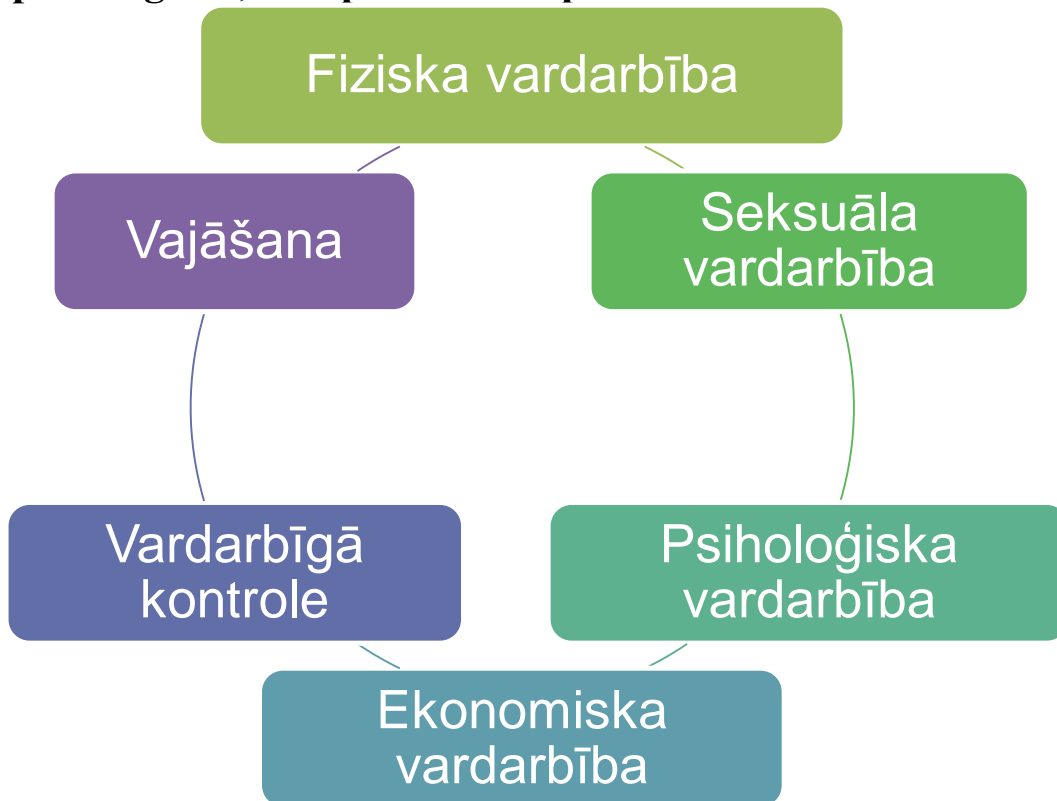 Fiziska vardarbība
Vajāšana
Seksuāla
vardarbība
Vardarbīgā
kontrole
Psiholoģiska
vardarbība
Ekonomiska
vardarbība